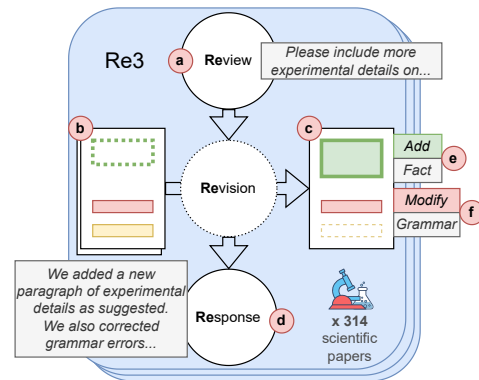 Re3
a
Review
Please include more
experimental details on...
b
c
Add
Fact
e
Revision
Modify
Grammar
f
We added a new
paragraph of experimental
details as suggested.
We also corrected
grammar errors...
Response
d
x 314
scientific
papers